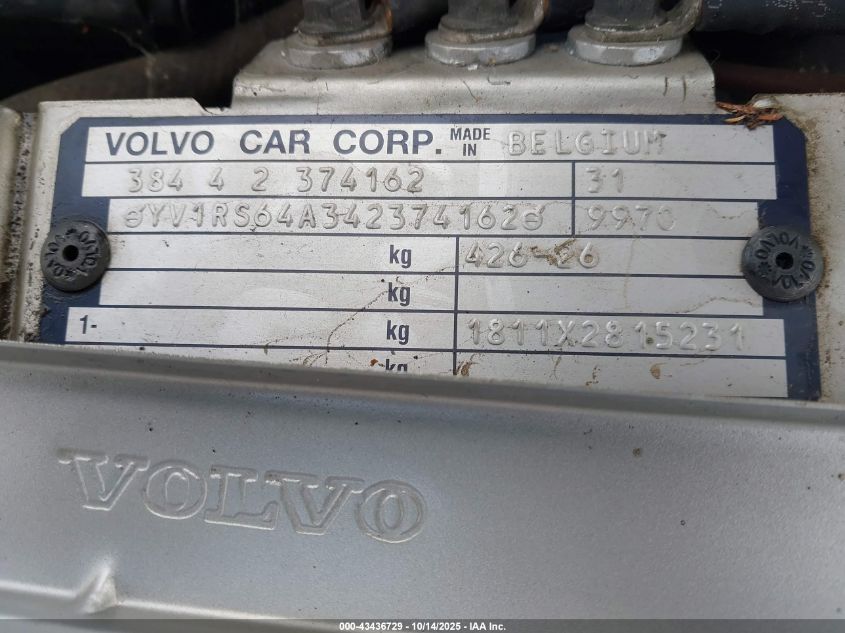 VOLVO CAR CORP. MADE IN BELGIUM
384 4 2 374162 31
YV1RS64A342374162 9970
kg 426-26
kg
1- kg 1811X2815231
kg
VOLVO
VOLVO
VOLVO
000-43436729 - 10/14/2025 - IAA Inc.